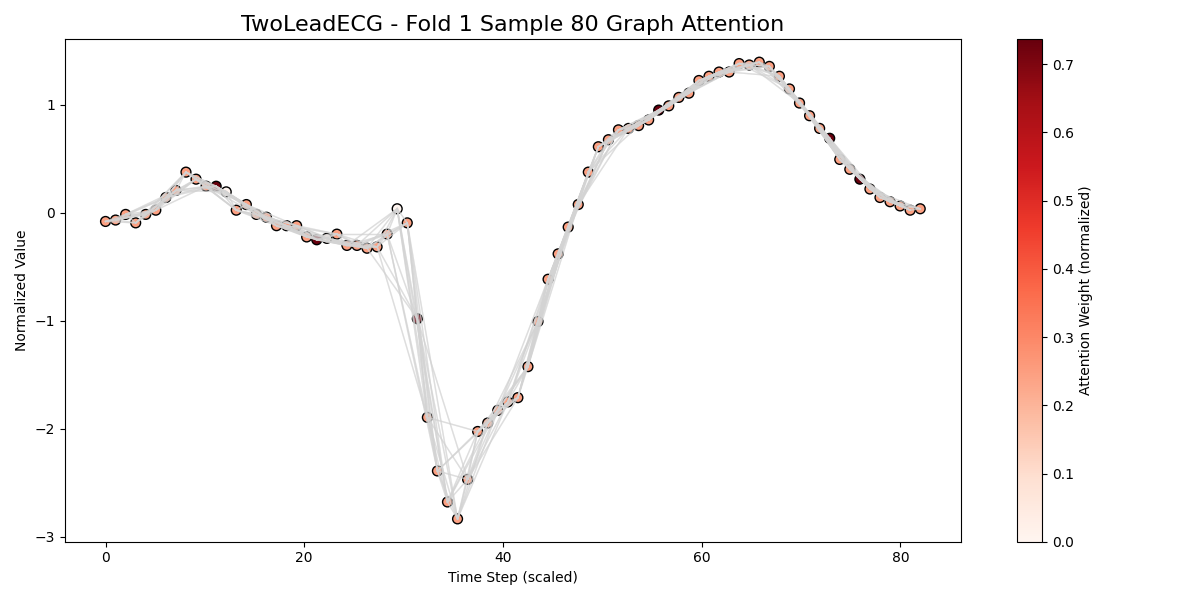 TwoLeadECG - Fold 1 Sample 80 Graph Attention
1
0
−1
−2
−3
Normalized Value
0 20 40 60 80
Time Step (scaled)
0.7
0.6
0.5
0.4
0.3
0.2
0.1
0.0
Attention Weight (normalized)